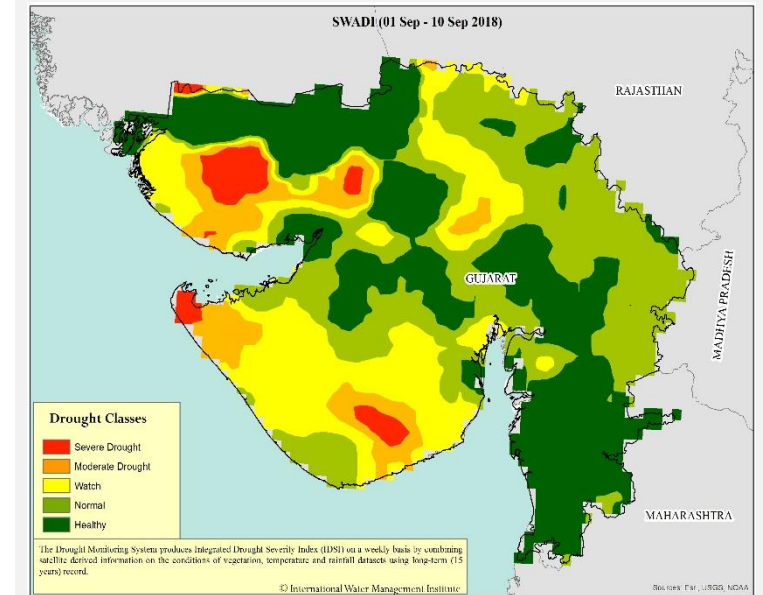 SWADI (01 Sep - 10 Sep 2018)
RAJASTHAN
GUJARAT
MADHYA PRADESH
MAHARASHTRA
Drought Classes
Severe Drought
Moderate Drought
Watch
Normal
Healthy
The Drought Monitoring System produces Integrated Drought Severity Index (IDSI) on a weekly basis by combining
satellite derived information on the conditions of vegetation, temperature and rainfall datasets using long-term (15
years) record.
© International Water Management Institute
Sources: Esri, USGS, NOAA